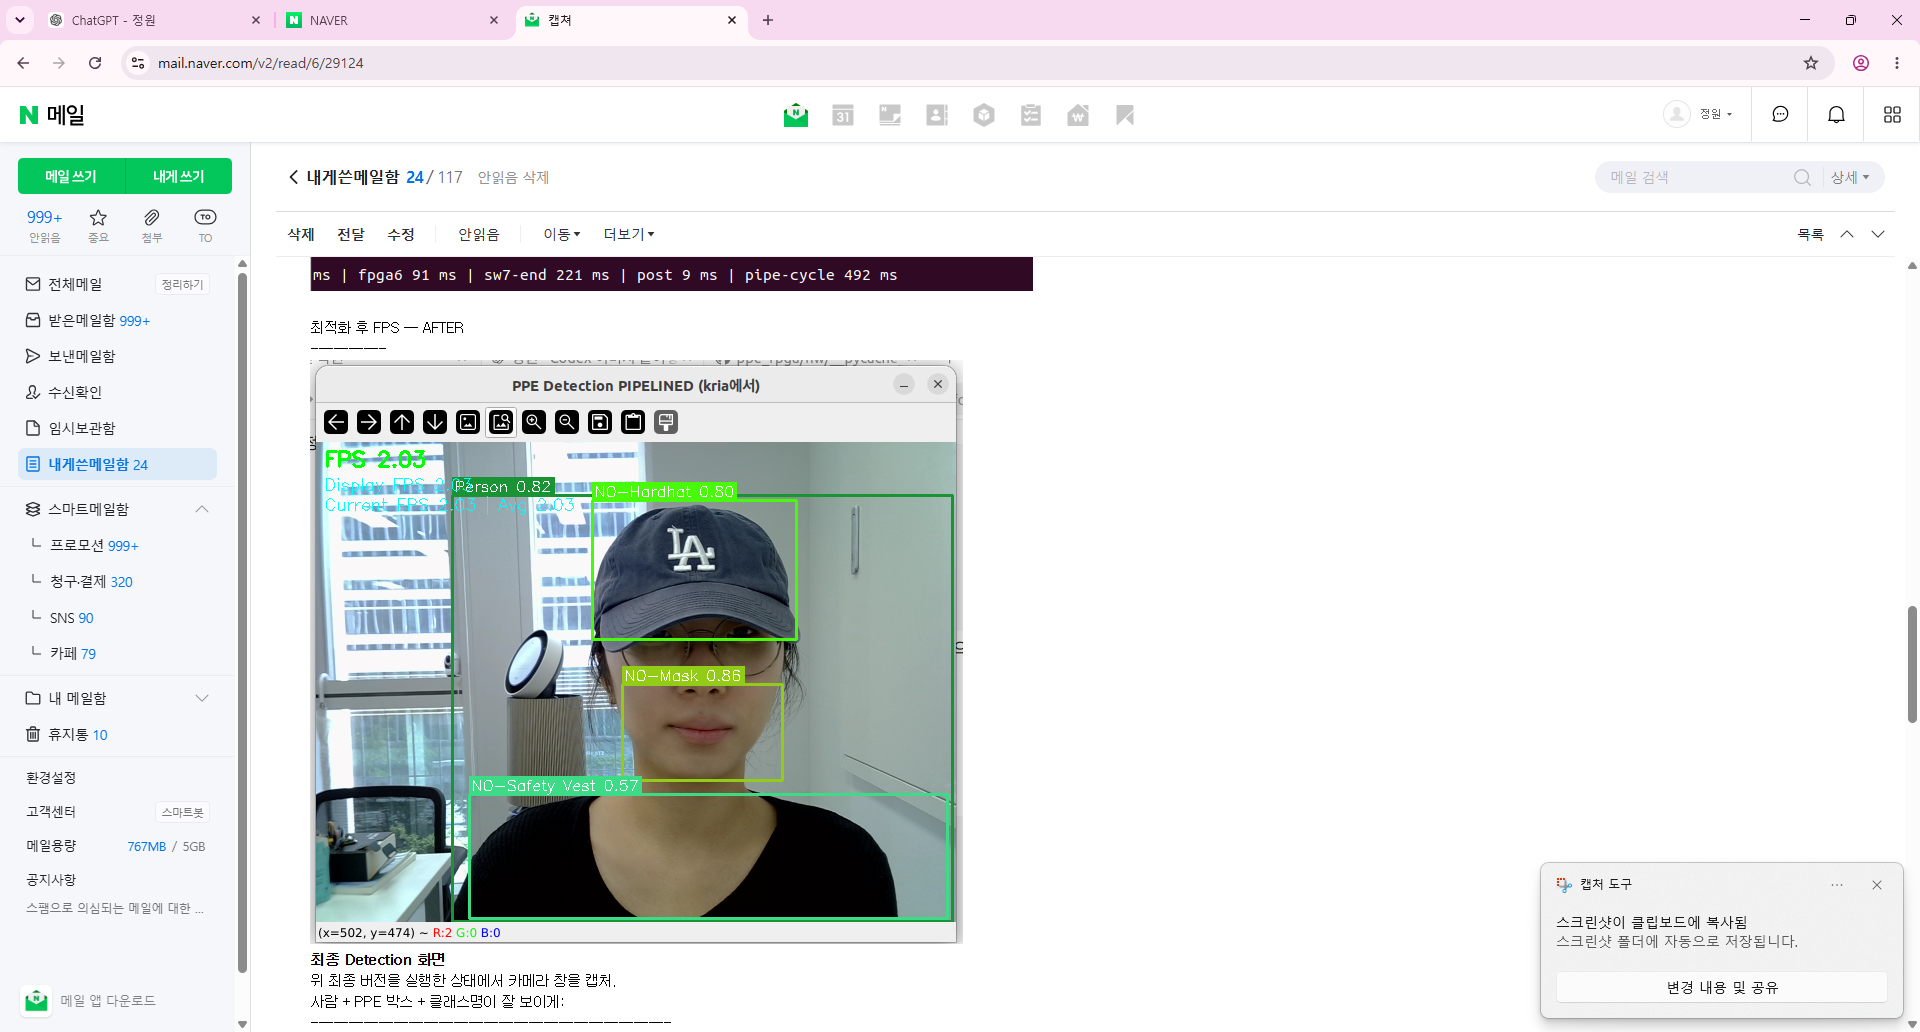 ChatGPT - 정원
NAVER
캡쳐
mail.naver.com/v2/read/6/29124
N 메일
31
정원
메일 쓰기
내게 쓰기
내게쓴메일함 24 / 117 안읽음 삭제
메일 검색
상세
999+
안읽음
중요
첨부
TO
TO
삭제 전달 수정 안읽음 이동 더보기
목록
전체메일
정리하기
받은메일함 999+
보낸메일함
수신확인
임시보관함
내게쓴메일함 24
스마트메일함
프로모션 999+
청구·결제 320
SNS 90
카페 79
내 메일함
휴지통 10
환경설정
고객센터
스마트봇
메일용량
767MB / 5GB
공지사항
스팸으로 의심되는 메일에 대한 ...
메일 앱 다운로드
ms | fpga6 91 ms | sw7-end 221 ms | post 9 ms | pipe-cycle 492 ms
최적화 후 FPS — AFTER
PPE Detection PIPELINED (kria에서)
FPS 2.03
Display FPS 2.03
Person 0.82
NO-Hardhat 0.80
Current FPS 2.03 | Avg 2.03
LA
NO-Mask 0.86
NO-Safety Vest 0.57
(x=502, y=474) ~ R:2 G:0 B:0
최종 Detection 화면
위 최종 버전을 실행한 상태에서 카메라 창을 캡처.
사람 + PPE 박스 + 클래스명이 잘 보이게:
캡처 도구
스크린샷이 클립보드에 복사됨
스크린샷 폴더에 자동으로 저장됩니다.
변경 내용 및 공유